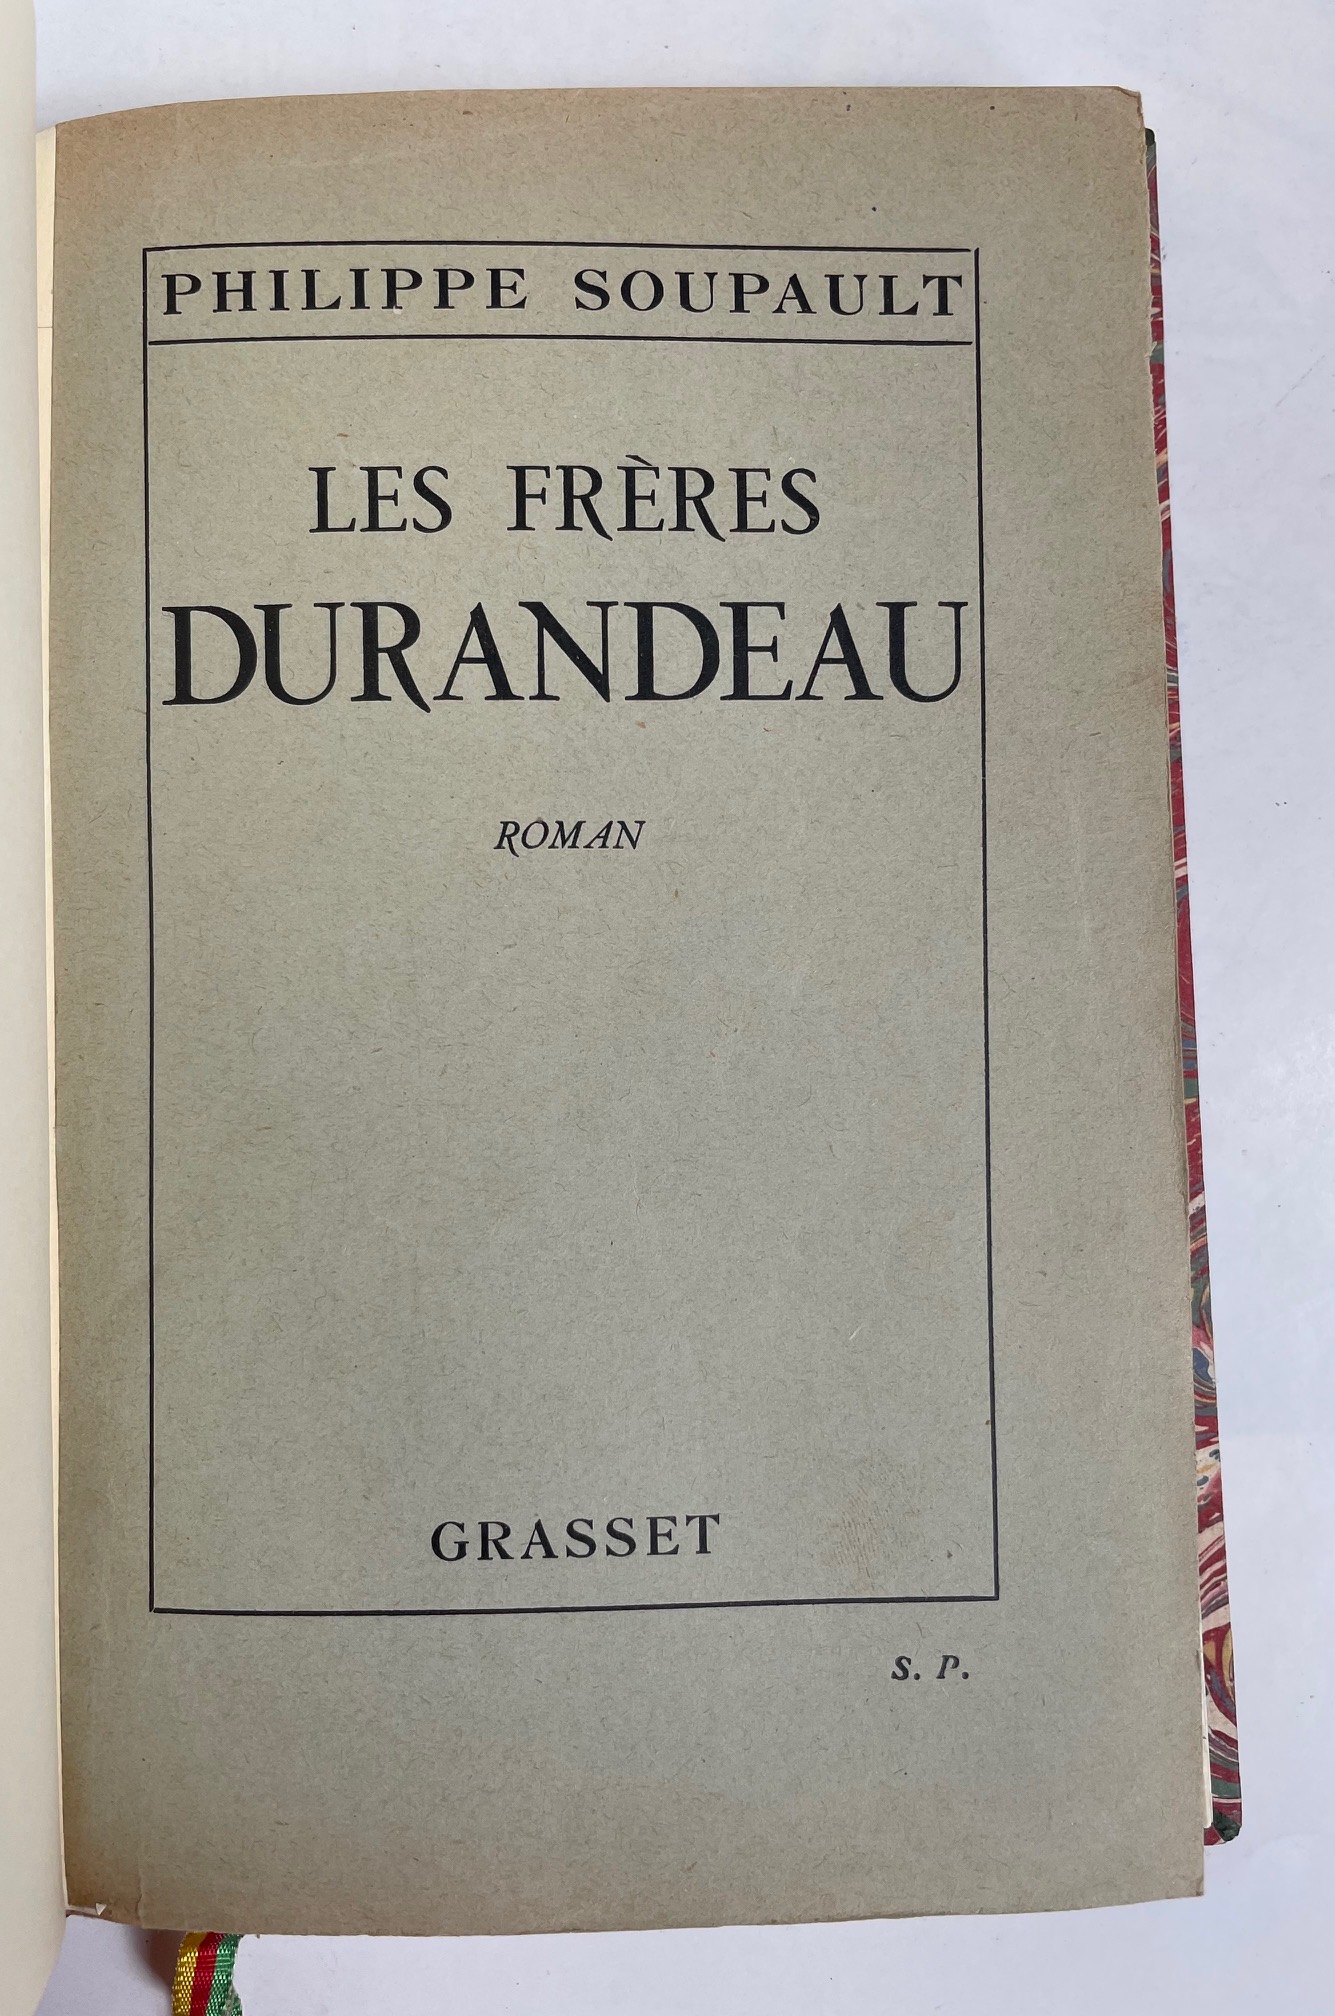 PHILIPPE SOUPAULT
LES FRÈRES
DURANDEAU
ROMAN
GRASSET
S. P.